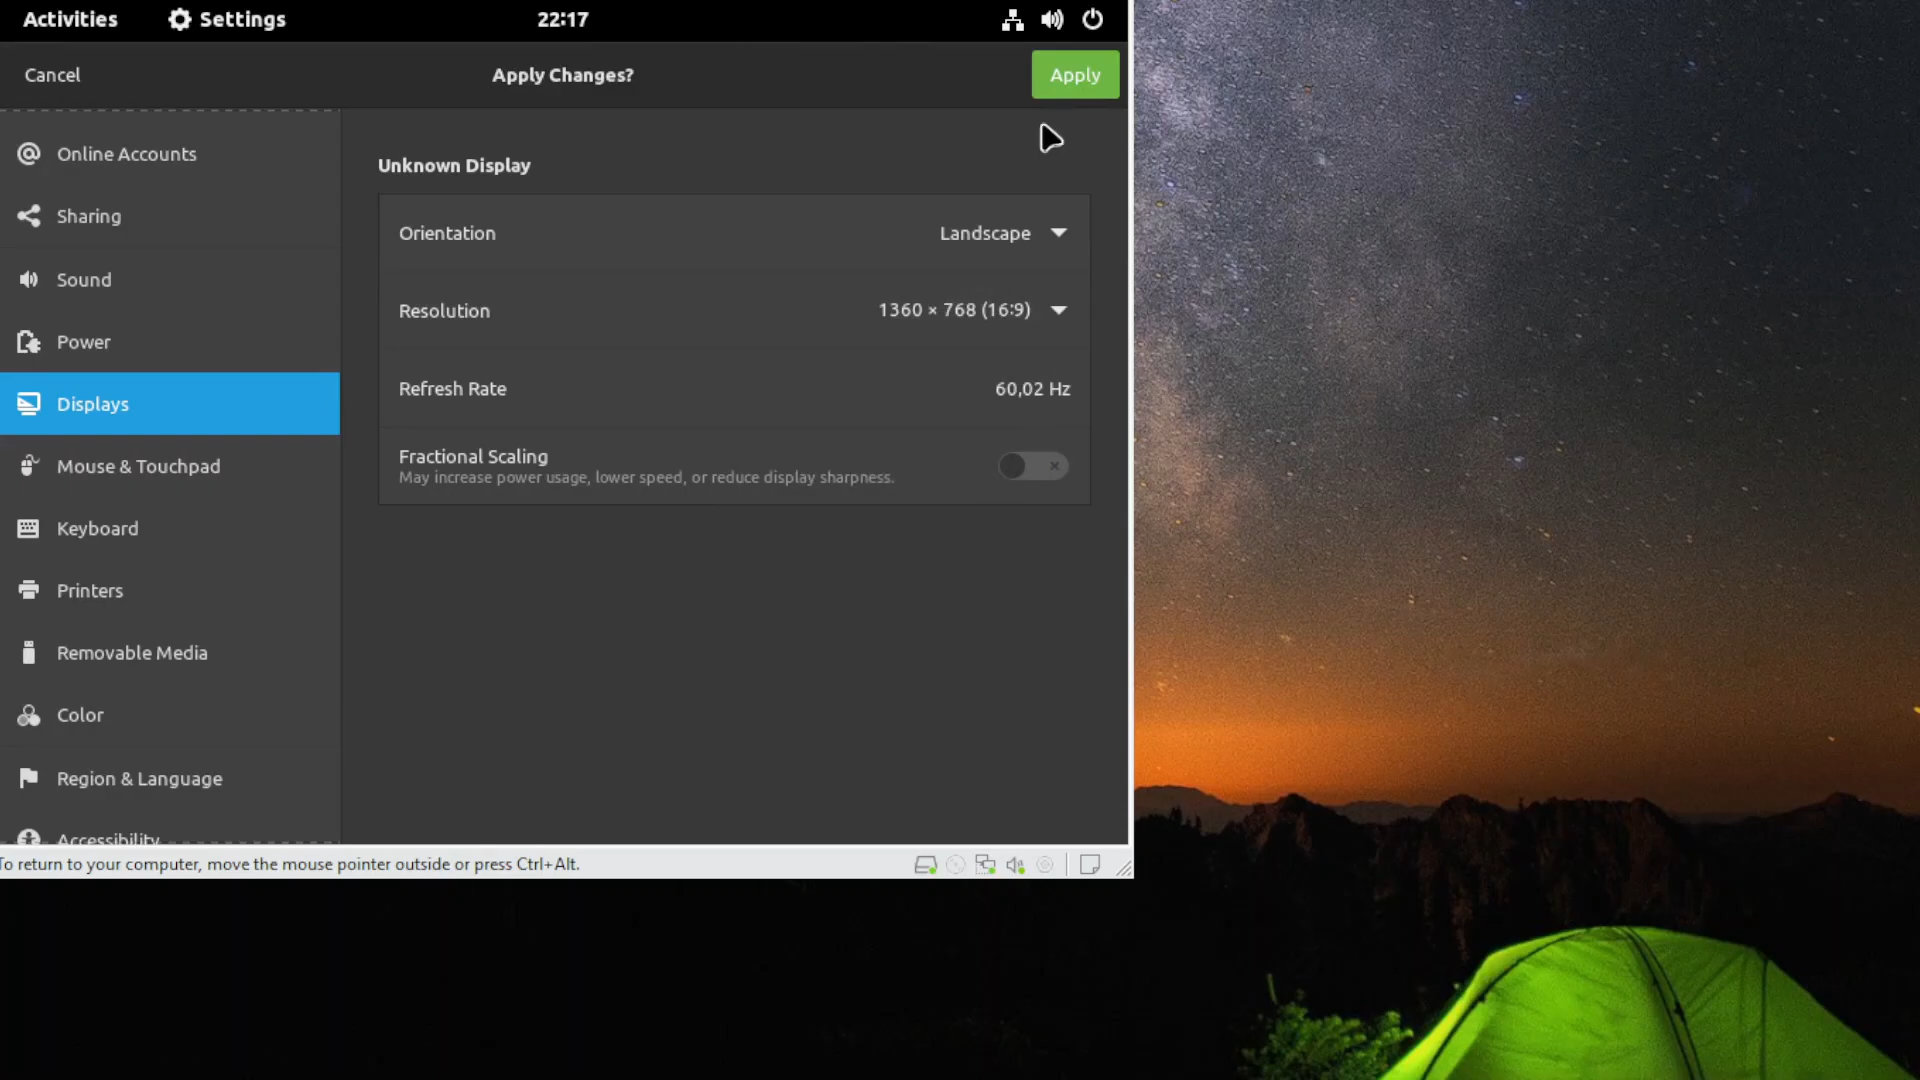 Activities Settings 22:17
Cancel Apply Changes? Apply
Online Accounts
Sharing
Sound
Power
Displays
Mouse & Touchpad
Keyboard
Printers
Removable Media
Color
Region & Language
Accessibility
Unknown Display
Orientation Landscape
Resolution 1360 × 768 (16:9)
Refresh Rate 60,02 Hz
Fractional Scaling
May increase power usage, lower speed, or reduce display sharpness.
To return to your computer, move the mouse pointer outside or press Ctrl+Alt.